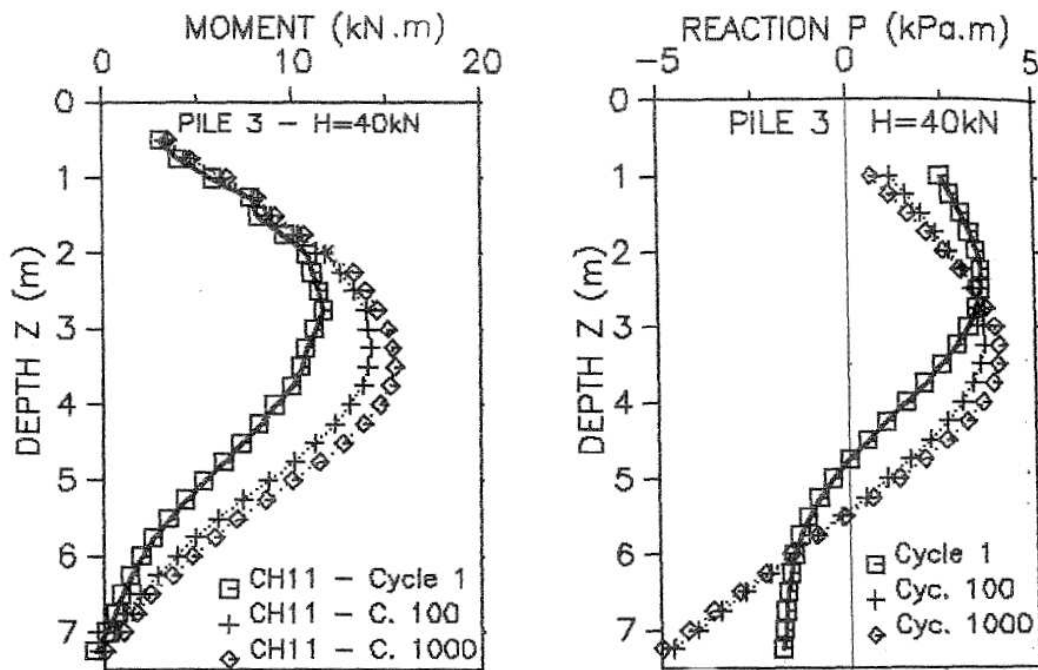 MOMENT (kN.m)
0 10 20
PILE 3 - H=40kN
DEPTH Z (m)
0
1
2
3
4
5
6
7
CH11 - Cycle 1
CH11 - C. 100
CH11 - C. 1000
REACTION P (kPa.m)
-5 0 5
PILE 3 H=40kN
DEPTH Z (m)
0
1
2
3
4
5
6
7
Cycle 1
Cyc. 100
Cyc. 1000